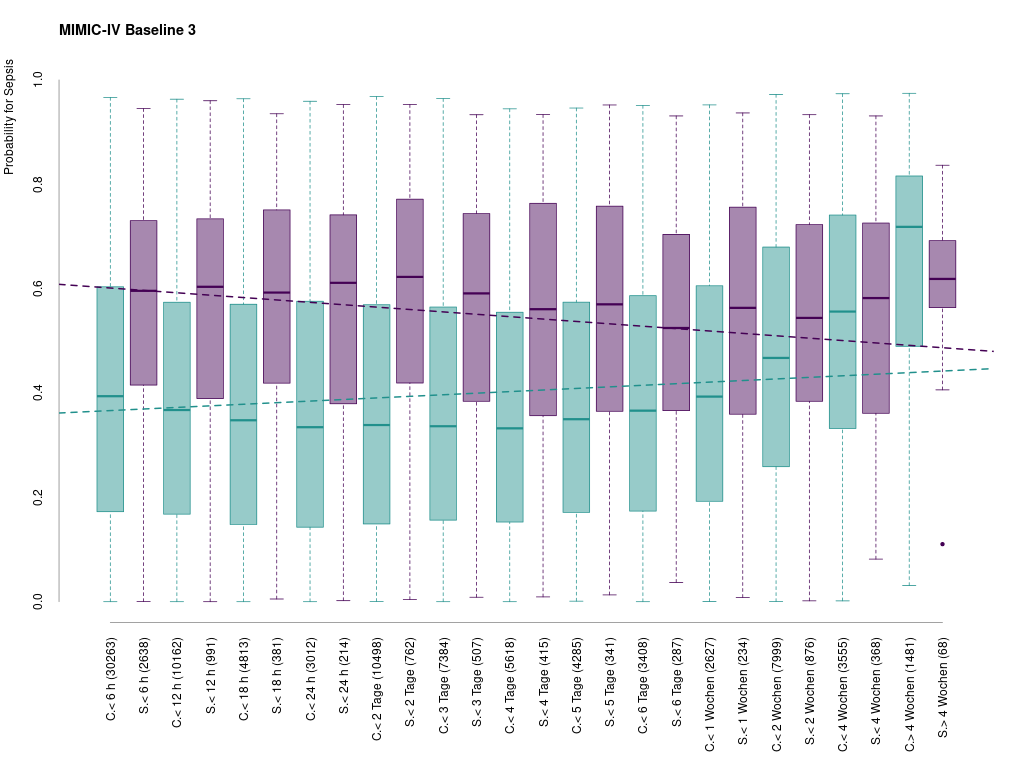 MIMIC-IV Baseline 3
Probability for Sepsis
1.0
0.8
0.6
0.4
0.2
0.0
C.< 6 h (30263)
S.< 6 h (2638)
C.< 12 h (10162)
S.< 12 h (991)
C.< 18 h (4813)
S.< 18 h (381)
C.< 24 h (3012)
S.< 24 h (214)
C.< 2 Tage (10498)
S.< 2 Tage (762)
C.< 3 Tage (7384)
S.< 3 Tage (507)
C.< 4 Tage (5618)
S.< 4 Tage (415)
C.< 5 Tage (4285)
S.< 5 Tage (341)
C.< 6 Tage (3408)
S.< 6 Tage (287)
C.< 1 Wochen (2627)
S.< 1 Wochen (234)
C.< 2 Wochen (7999)
S.< 2 Wochen (876)
C.< 4 Wochen (3555)
S.< 4 Wochen (368)
C.> 4 Wochen (1481)
S.> 4 Wochen (68)